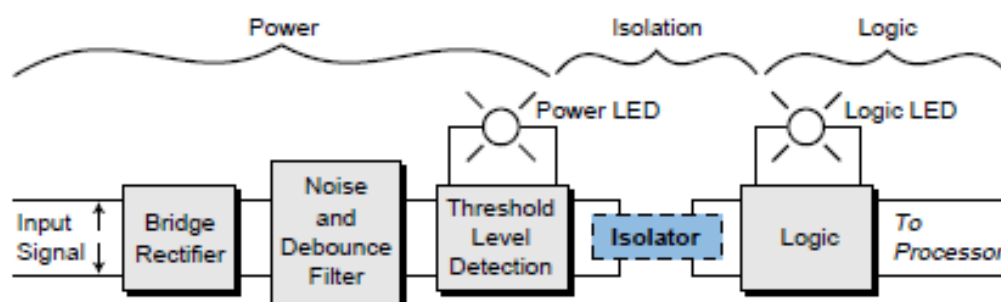 Power
Isolation
Logic
Power LED
Logic LED
Input
Signal
Bridge
Rectifier
Noise
and
Debounce
Filter
Threshold
Level
Detection
Isolator
Logic
To
Processor